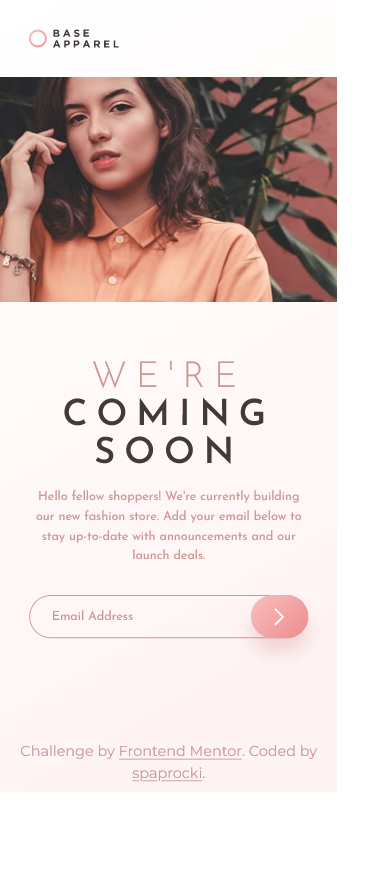 BASE
APPAREL
WE'RE
COMING
SOON
Hello fellow shoppers! We're currently building
our new fashion store. Add your email below to
stay up-to-date with announcements and our
launch deals.
Email Address
Challenge by Frontend Mentor. Coded by
spaprocki.